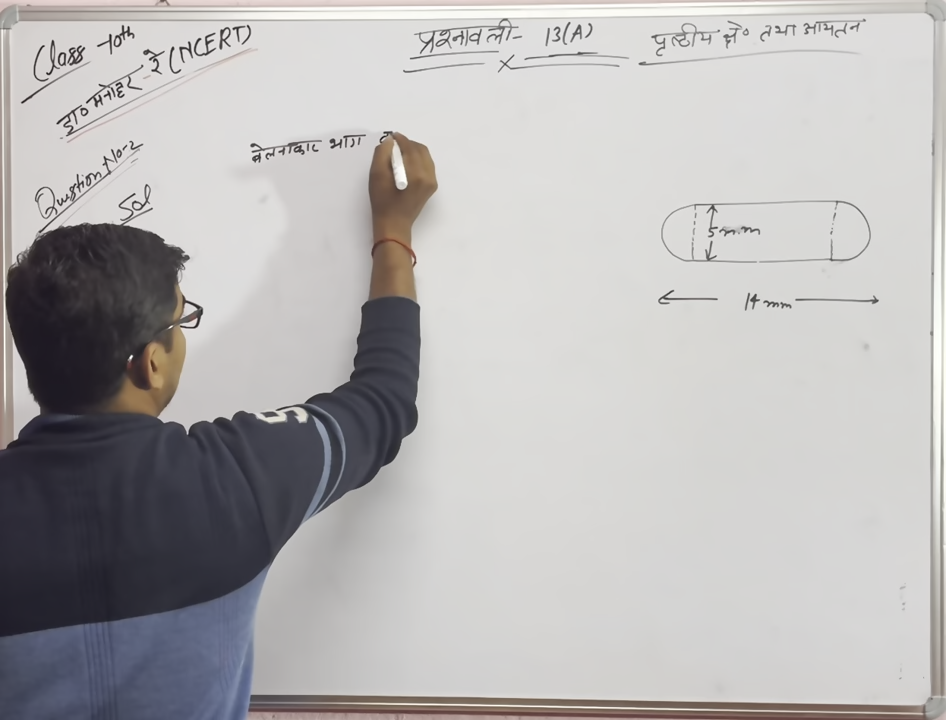 Class -10th
डा० मनोहर रे (NCERT)
प्रश्नावली- 13(A)
पृष्ठीय क्षे० तथा आयतन
Question No-2
Sol
बेलनाकार भाग
5mm
14 mm
5